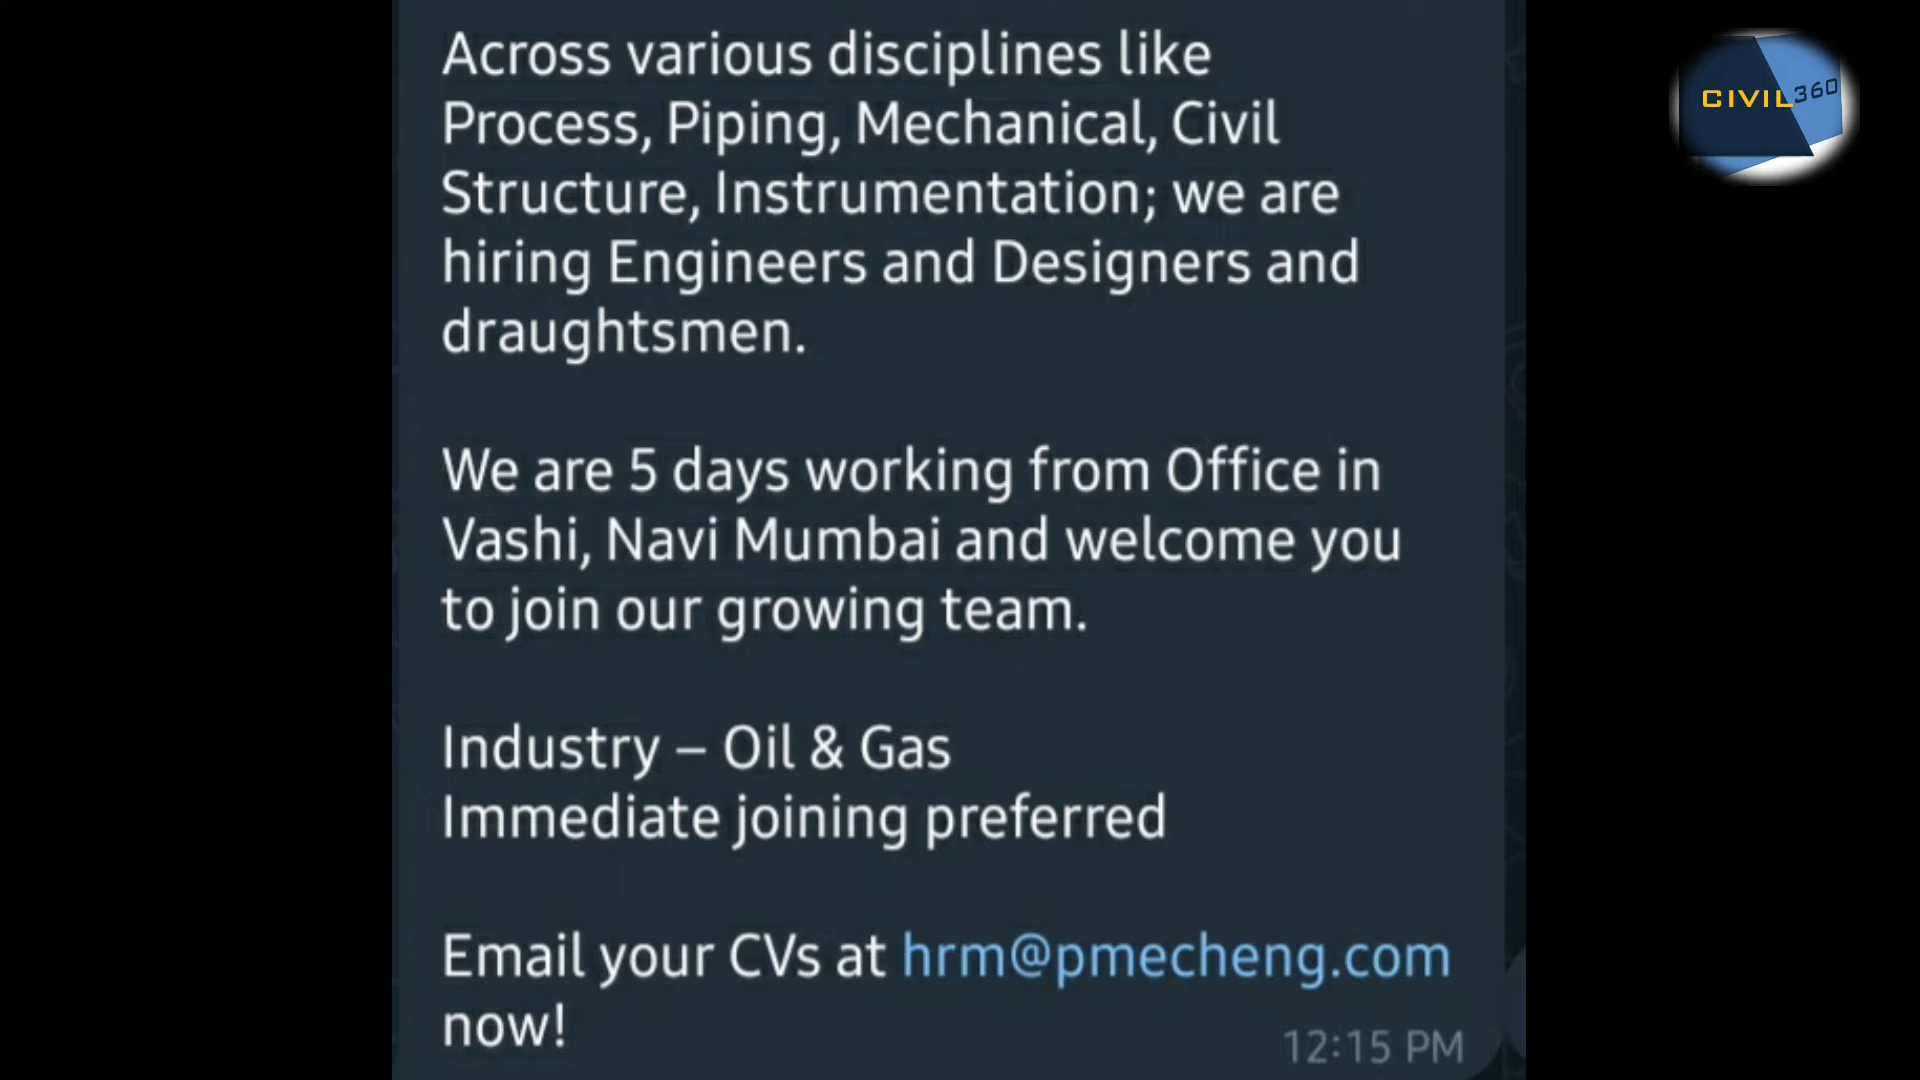 Across various disciplines like
Process, Piping, Mechanical, Civil
Structure, Instrumentation; we are
hiring Engineers and Designers and
draughtsmen.
We are 5 days working from Office in
Vashi, Navi Mumbai and welcome you
to join our growing team.
Industry – Oil & Gas
Immediate joining preferred
Email your CVs at hrm@pmecheng.com
now!
12:15 PM
CIVIL360